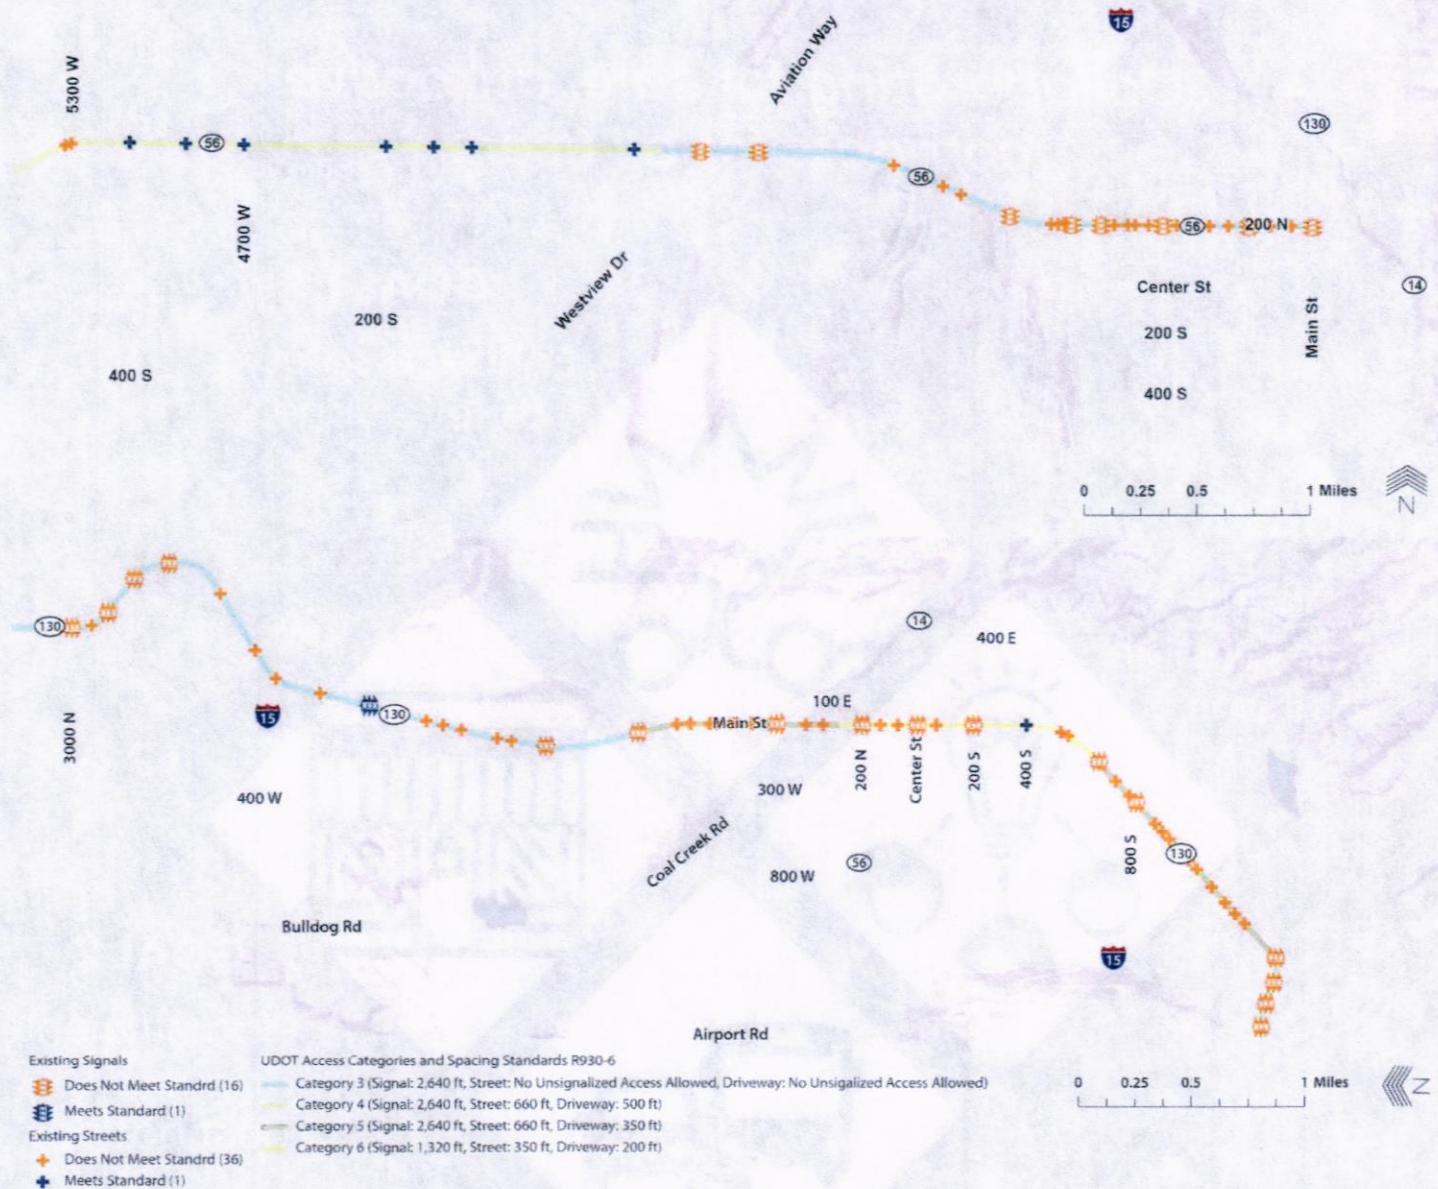 15
Aviation Way
5300 W
130
56
56
4700 W
56
200 N
Westview Dr
Center St
14
200 S
200 S
Main St
400 S
400 S
0 0.25 0.5 1 Miles
N
14
130
400 E
100 E
15
130
Main St
3000 N
200 N
Center St
200 S
400 S
300 W
400 W
Coal Creek Rd
800 S
130
56
800 W
Bulldog Rd
15
Airport Rd
Existing Signals
Does Not Meet Standrd (16)
Meets Standard (1)
Existing Streets
Does Not Meet Standrd (36)
Meets Standard (1)
UDOT Access Categories and Spacing Standards R930-6
Category 3 (Signal: 2,640 ft, Street: No Unsignalized Access Allowed, Driveway: No Unsigalized Access Allowed)
Category 4 (Signal: 2,640 ft, Street: 660 ft, Driveway: 500 ft)
Category 5 (Signal: 2,640 ft, Street: 660 ft, Driveway: 350 ft)
Category 6 (Signal: 1,320 ft, Street: 350 ft, Driveway: 200 ft)
0 0.25 0.5 1 Miles
N